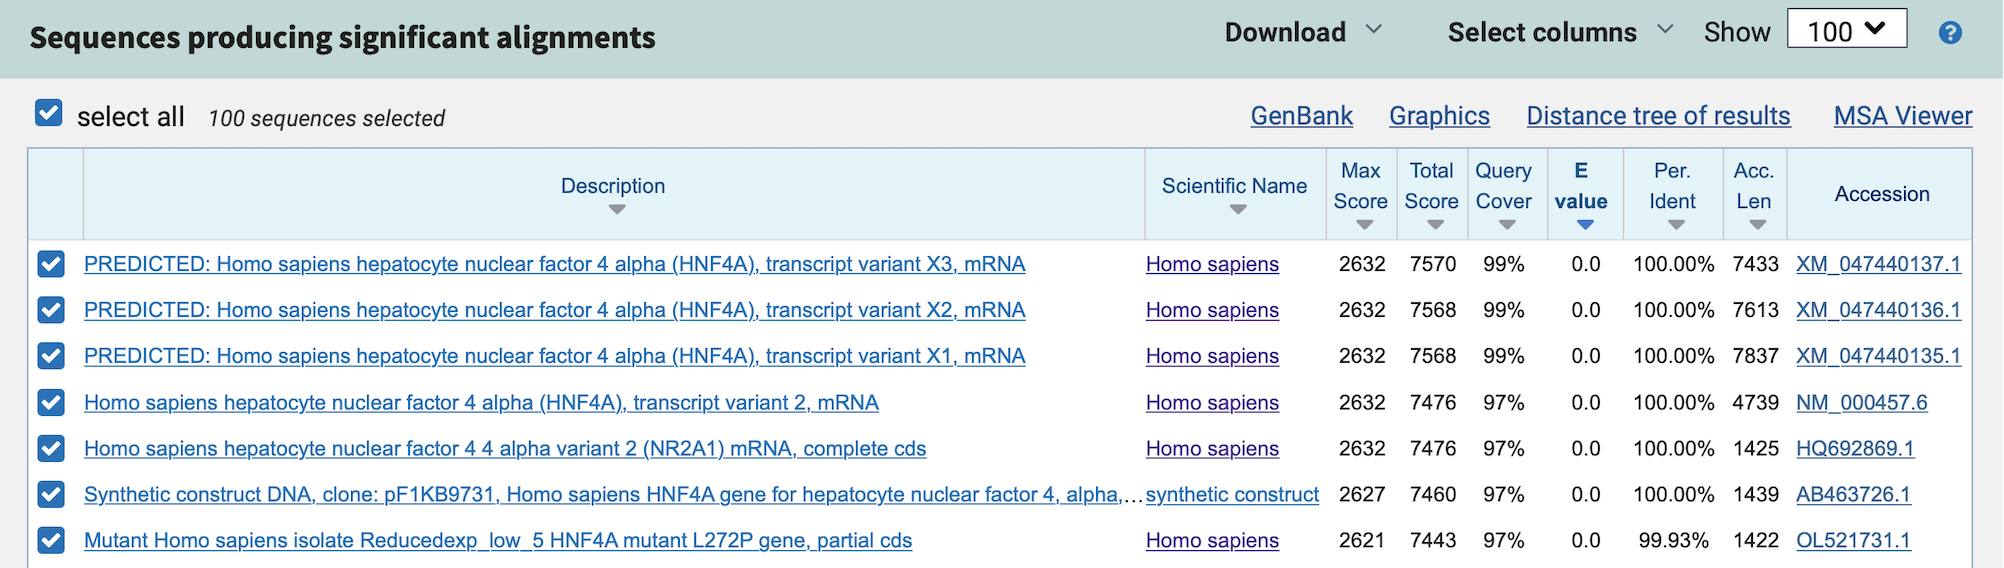 Sequences producing significant alignments Download Select columns Show 100 ?
select all 100 sequences selected GenBank Graphics Distance tree of results MSA Viewer
Description Scientific Name Max Score Total Score Query Cover E value Per. Ident Acc. Len Accession
PREDICTED: Homo sapiens hepatocyte nuclear factor 4 alpha (HNF4A), transcript variant X3, mRNA Homo sapiens 2632 7570 99% 0.0 100.00% 7433 XM_047440137.1
PREDICTED: Homo sapiens hepatocyte nuclear factor 4 alpha (HNF4A), transcript variant X2, mRNA Homo sapiens 2632 7568 99% 0.0 100.00% 7613 XM_047440136.1
PREDICTED: Homo sapiens hepatocyte nuclear factor 4 alpha (HNF4A), transcript variant X1, mRNA Homo sapiens 2632 7568 99% 0.0 100.00% 7837 XM_047440135.1
Homo sapiens hepatocyte nuclear factor 4 alpha (HNF4A), transcript variant 2, mRNA Homo sapiens 2632 7476 97% 0.0 100.00% 4739 NM_000457.6
Homo sapiens hepatocyte nuclear factor 4 4 alpha variant 2 (NR2A1) mRNA, complete cds Homo sapiens 2632 7476 97% 0.0 100.00% 1425 HQ692869.1
Synthetic construct DNA, clone: pF1KB9731, Homo sapiens HNF4A gene for hepatocyte nuclear factor 4, alpha,... synthetic construct 2627 7460 97% 0.0 100.00% 1439 AB463726.1
Mutant Homo sapiens isolate Reducedexp_low_5 HNF4A mutant L272P gene, partial cds Homo sapiens 2621 7443 97% 0.0 99.93% 1422 OL521731.1